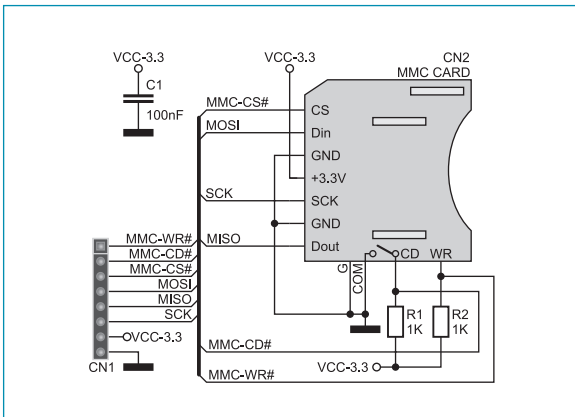 VCC-3.3
C1
100nF
VCC-3.3
CN2
MMC CARD
MMC-CS#
MOSI
SCK
MISO
CS
Din
GND
+3.3V
SCK
GND
Dout
G
COM
CD
WR
MMC-WR#
MMC-CD#
MMC-CS#
MOSI
MISO
SCK
VCC-3.3
CN1
R1
1K
R2
1K
MMC-CD#
VCC-3.3
MMC-WR#